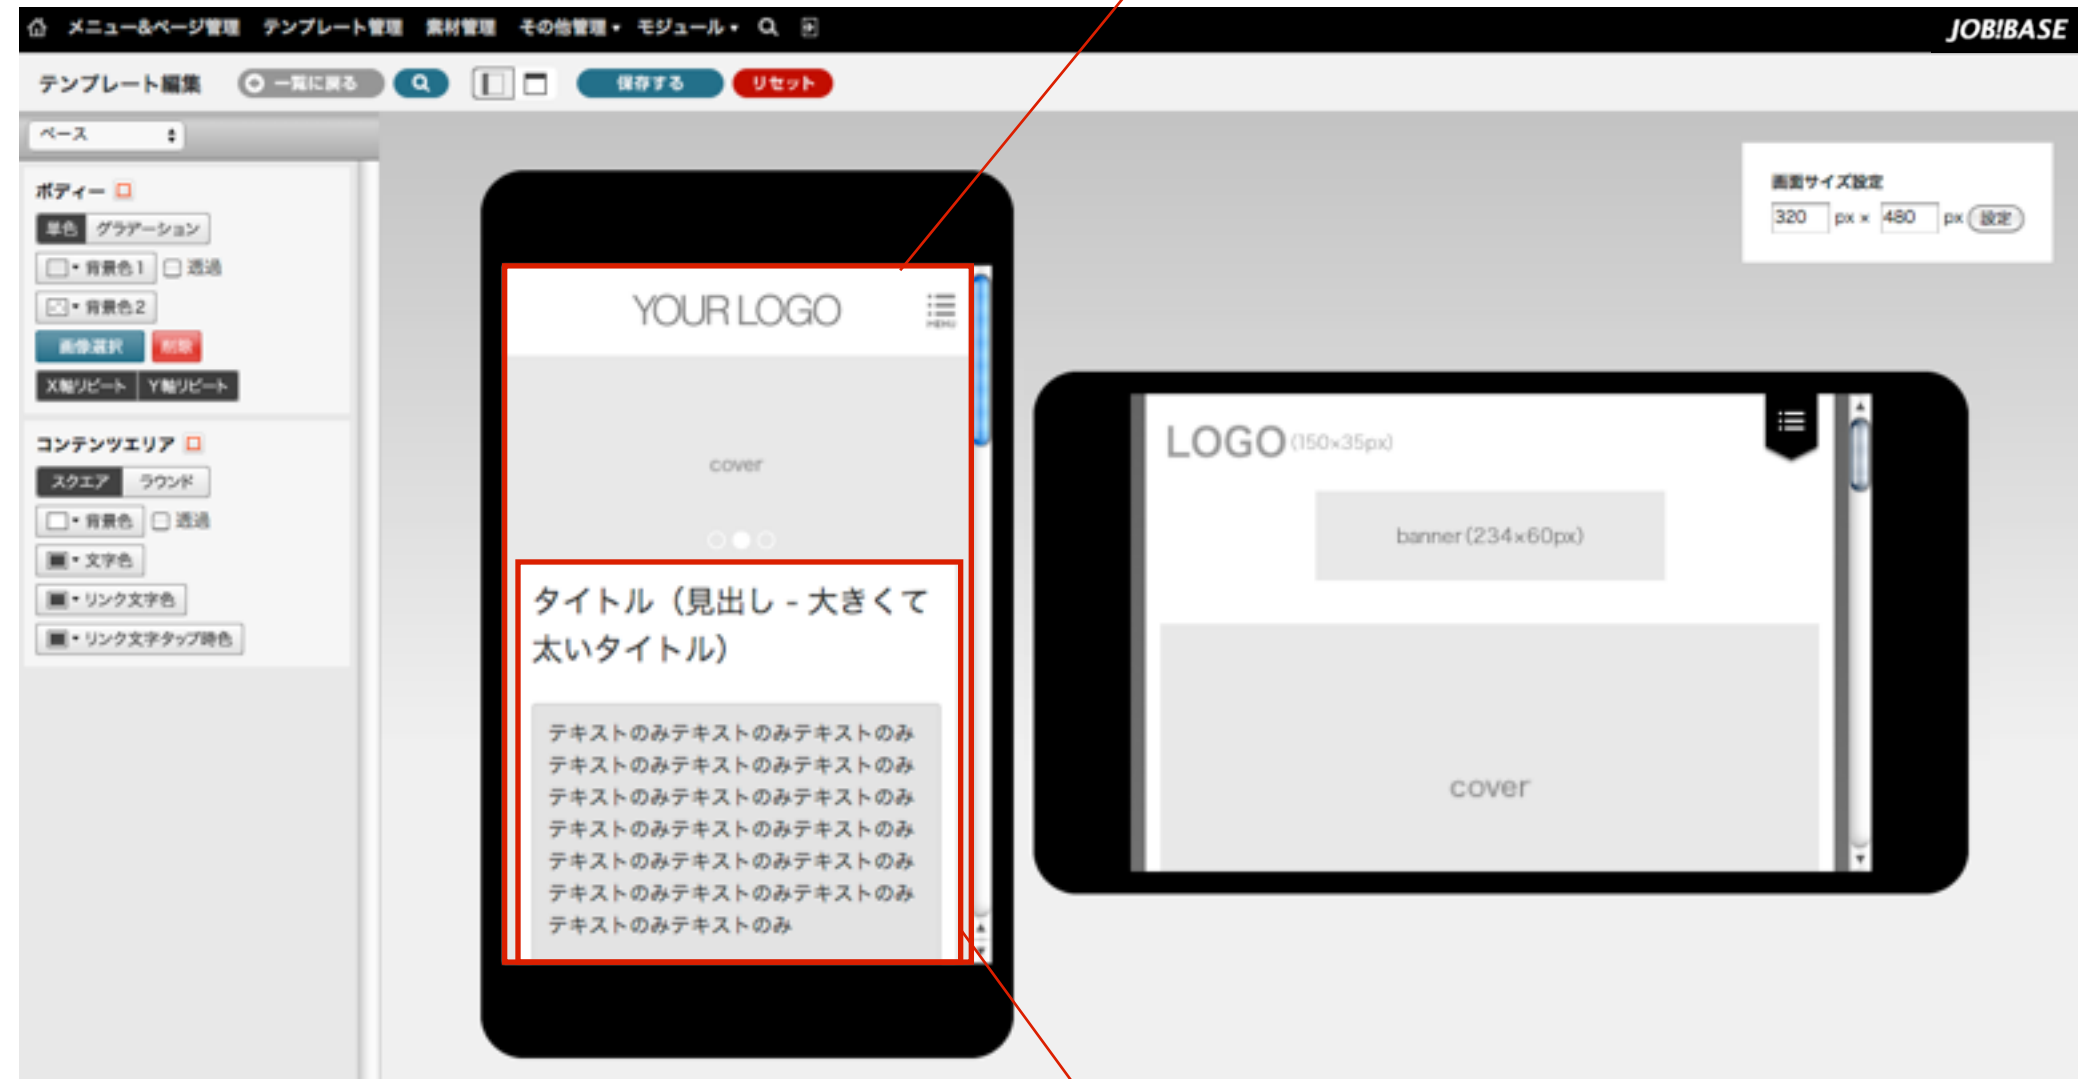 メニュー&ページ管理 テンプレート管理 素材管理 その他管理 モジュール JOB!BASE
テンプレート編集 一覧に戻る 保存する リセット
ベース
ボディー
単色 グラデーション
背景色1 透過
背景色2
画像選択 削除
X軸リピート Y軸リピート
コンテンツエリア
スクエア ラウンド
背景色 透過
文字色
リンク文字色
リンク文字タップ時色
YOUR LOGO
MENU
cover
タイトル（見出し - 大きくて
太いタイトル）
テキストのみテキストのみテキストのみ
テキストのみテキストのみテキストのみ
テキストのみテキストのみテキストのみ
テキストのみテキストのみテキストのみ
テキストのみテキストのみテキストのみ
テキストのみテキストのみテキストのみ
テキストのみテキストのみ
画面サイズ設定
320 px × 480 px 設定
LOGO (150×35px)
banner (234×60px)
cover